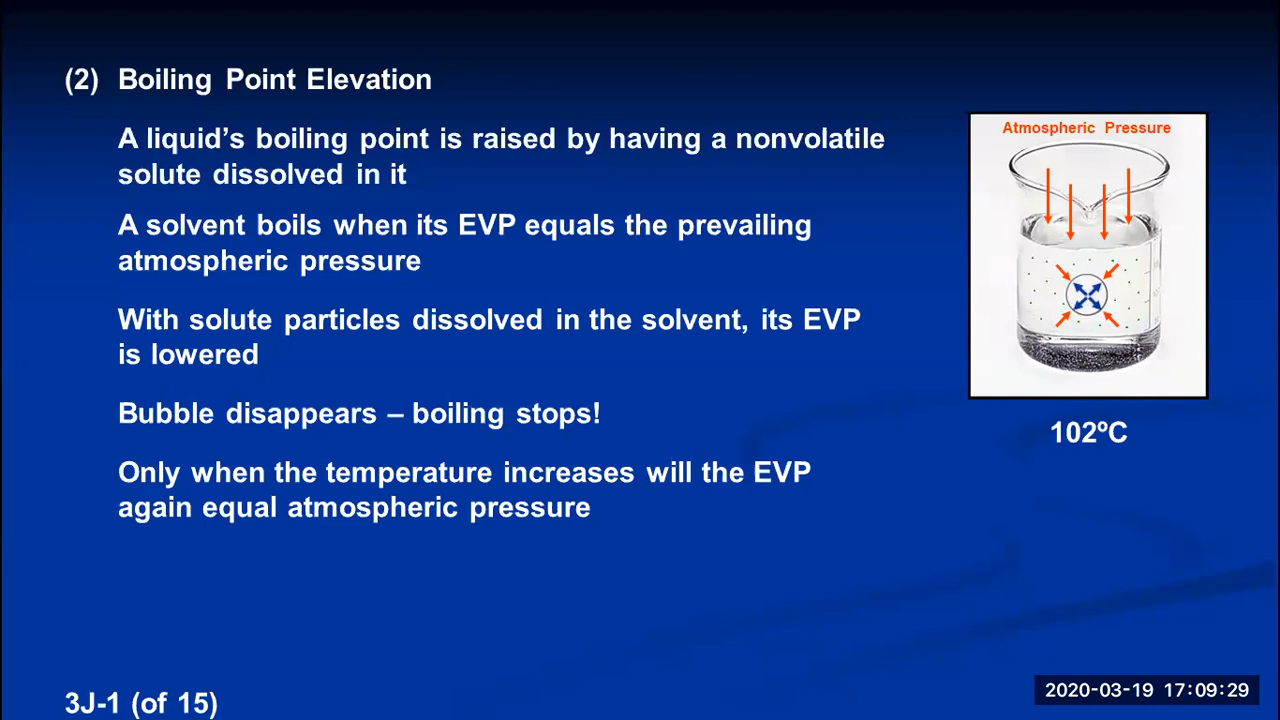 (2) Boiling Point Elevation
A liquid's boiling point is raised by having a nonvolatile
solute dissolved in it
A solvent boils when its EVP equals the prevailing
atmospheric pressure
With solute particles dissolved in the solvent, its EVP
is lowered
Bubble disappears – boiling stops!
Only when the temperature increases will the EVP
again equal atmospheric pressure
Atmospheric Pressure
102ºC
3J-1 (of 15)
2020-03-19 17:09:29